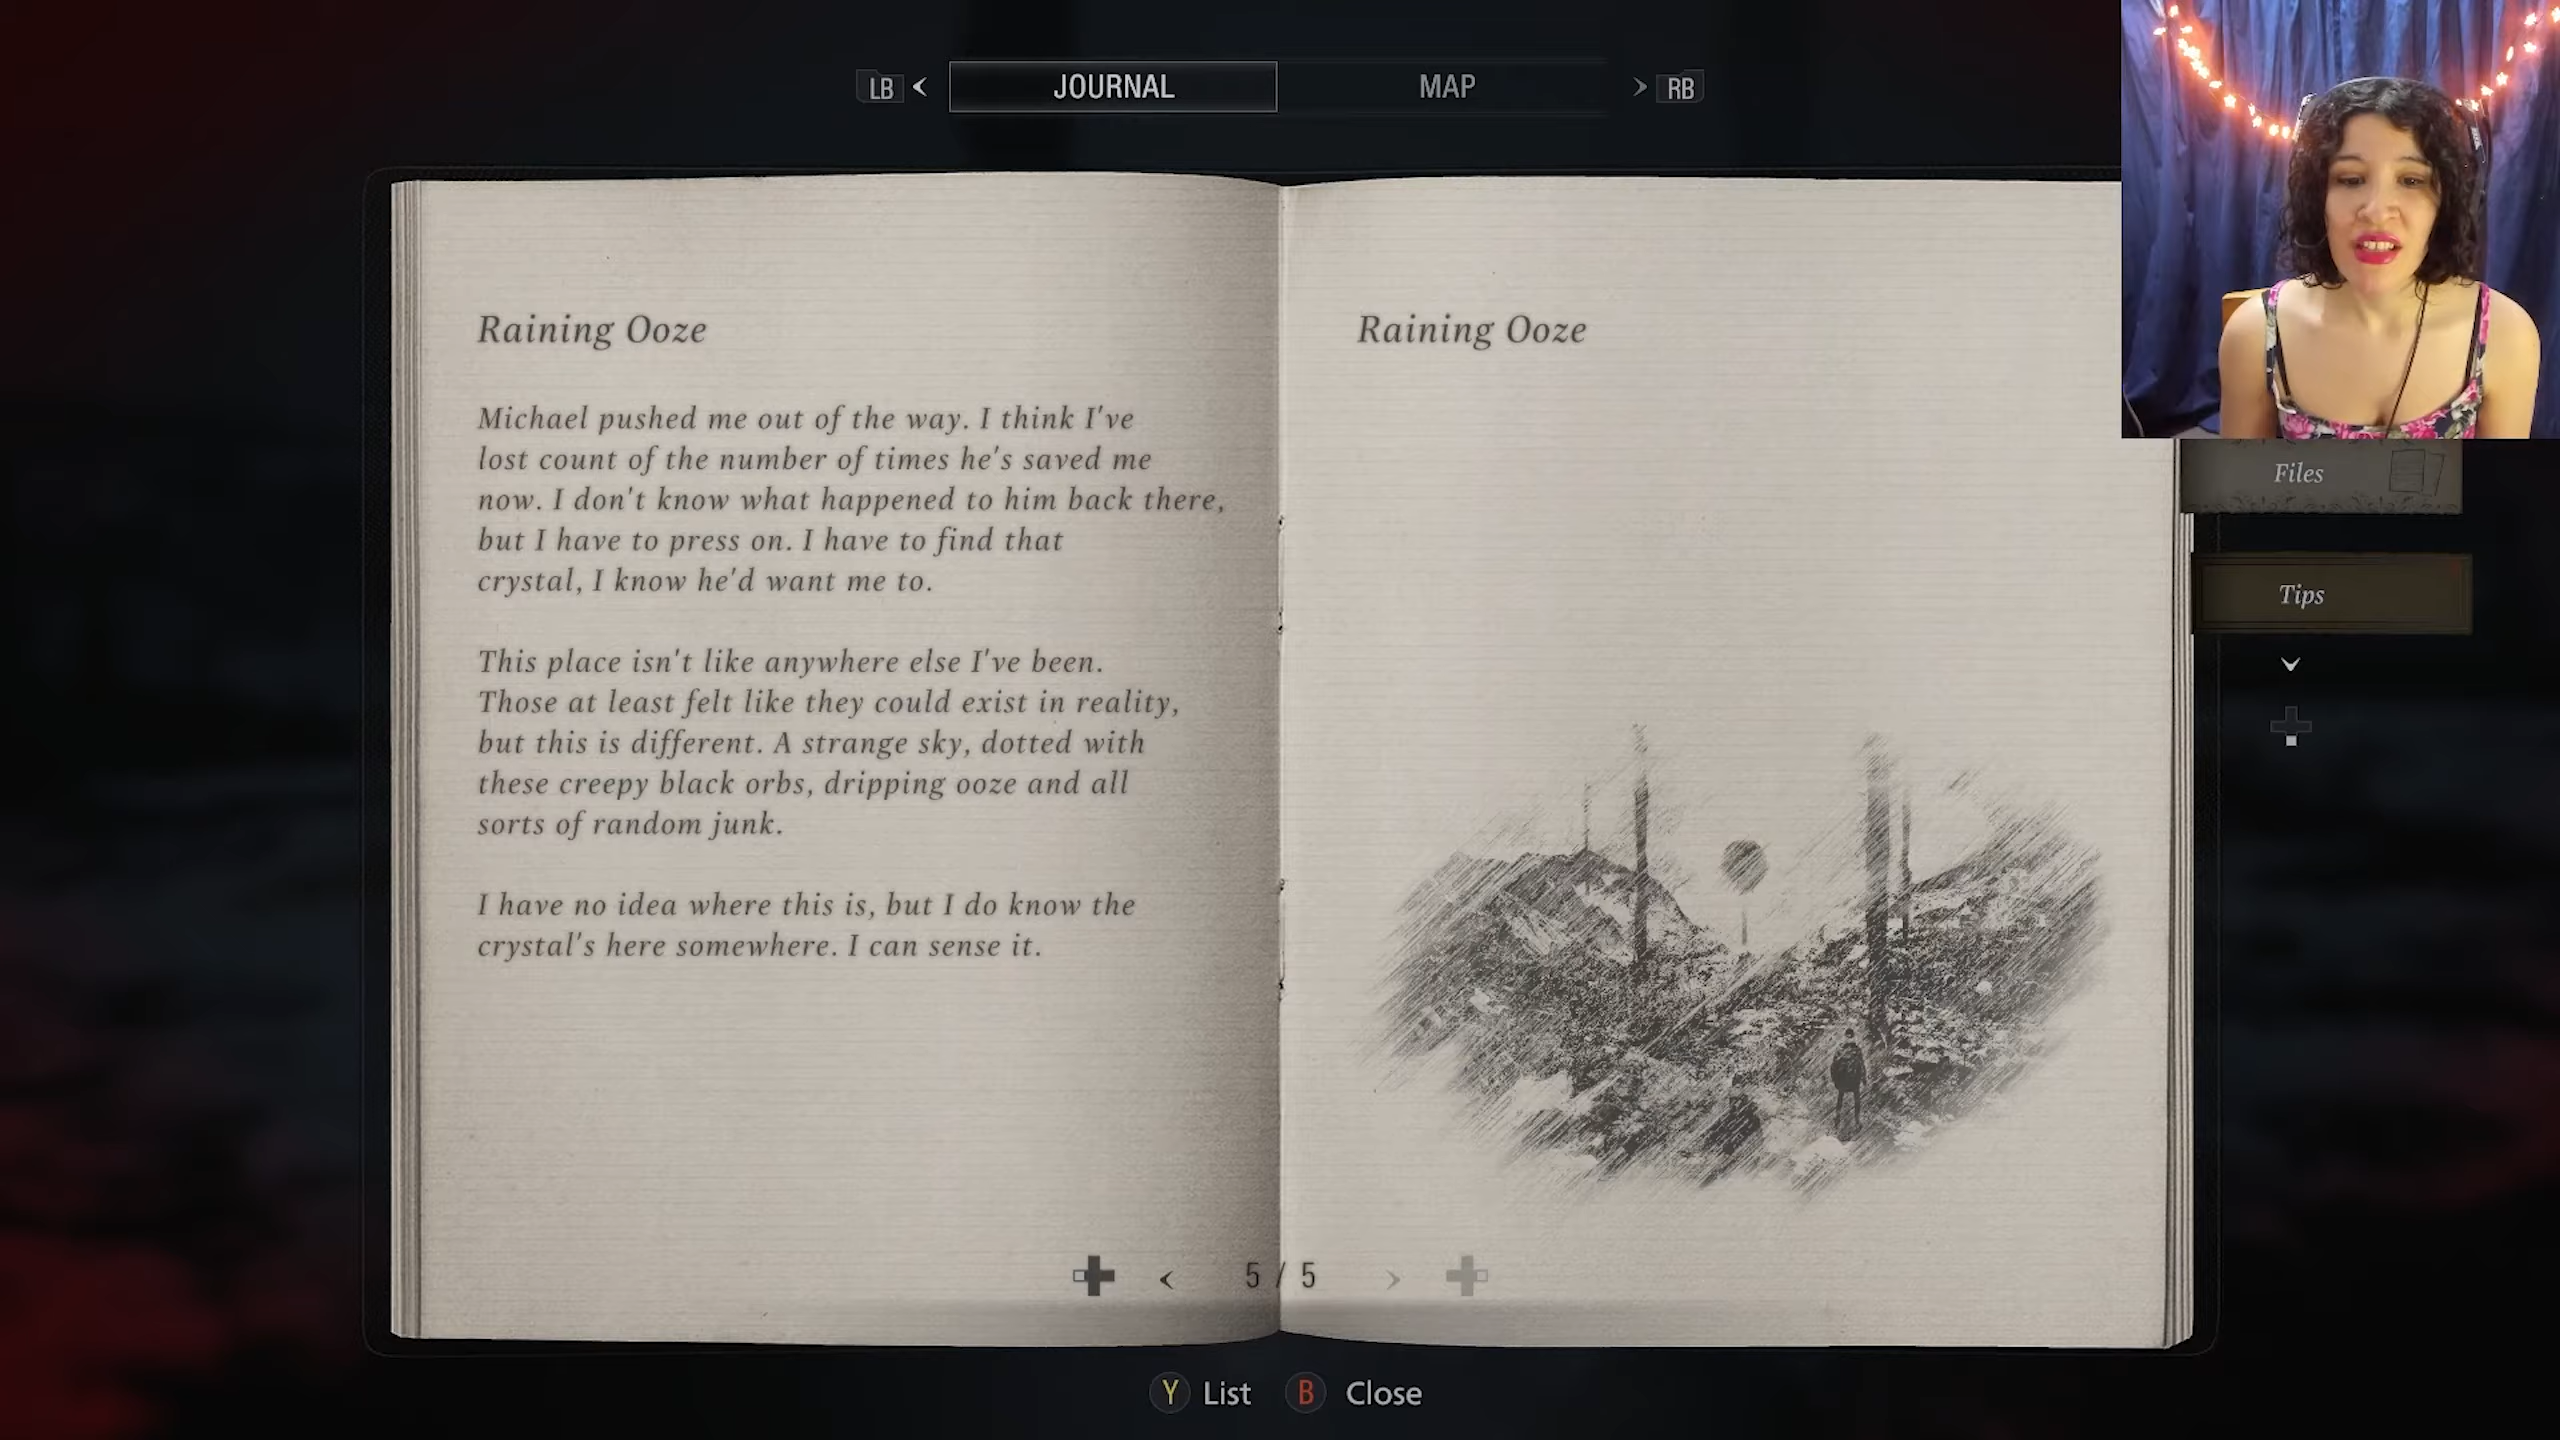 LB
JOURNAL
MAP
RB
Raining Ooze
Michael pushed me out of the way. I think I've
lost count of the number of times he's saved me
now. I don't know what happened to him back there,
but I have to press on. I have to find that
crystal, I know he'd want me to.
This place isn't like anywhere else I've been.
Those at least felt like they could exist in reality,
but this is different. A strange sky, dotted with
these creepy black orbs, dripping ooze and all
sorts of random junk.
I have no idea where this is, but I do know the
crystal's here somewhere. I can sense it.
Raining Ooze
Files
Tips
5 / 5
Y List B Close